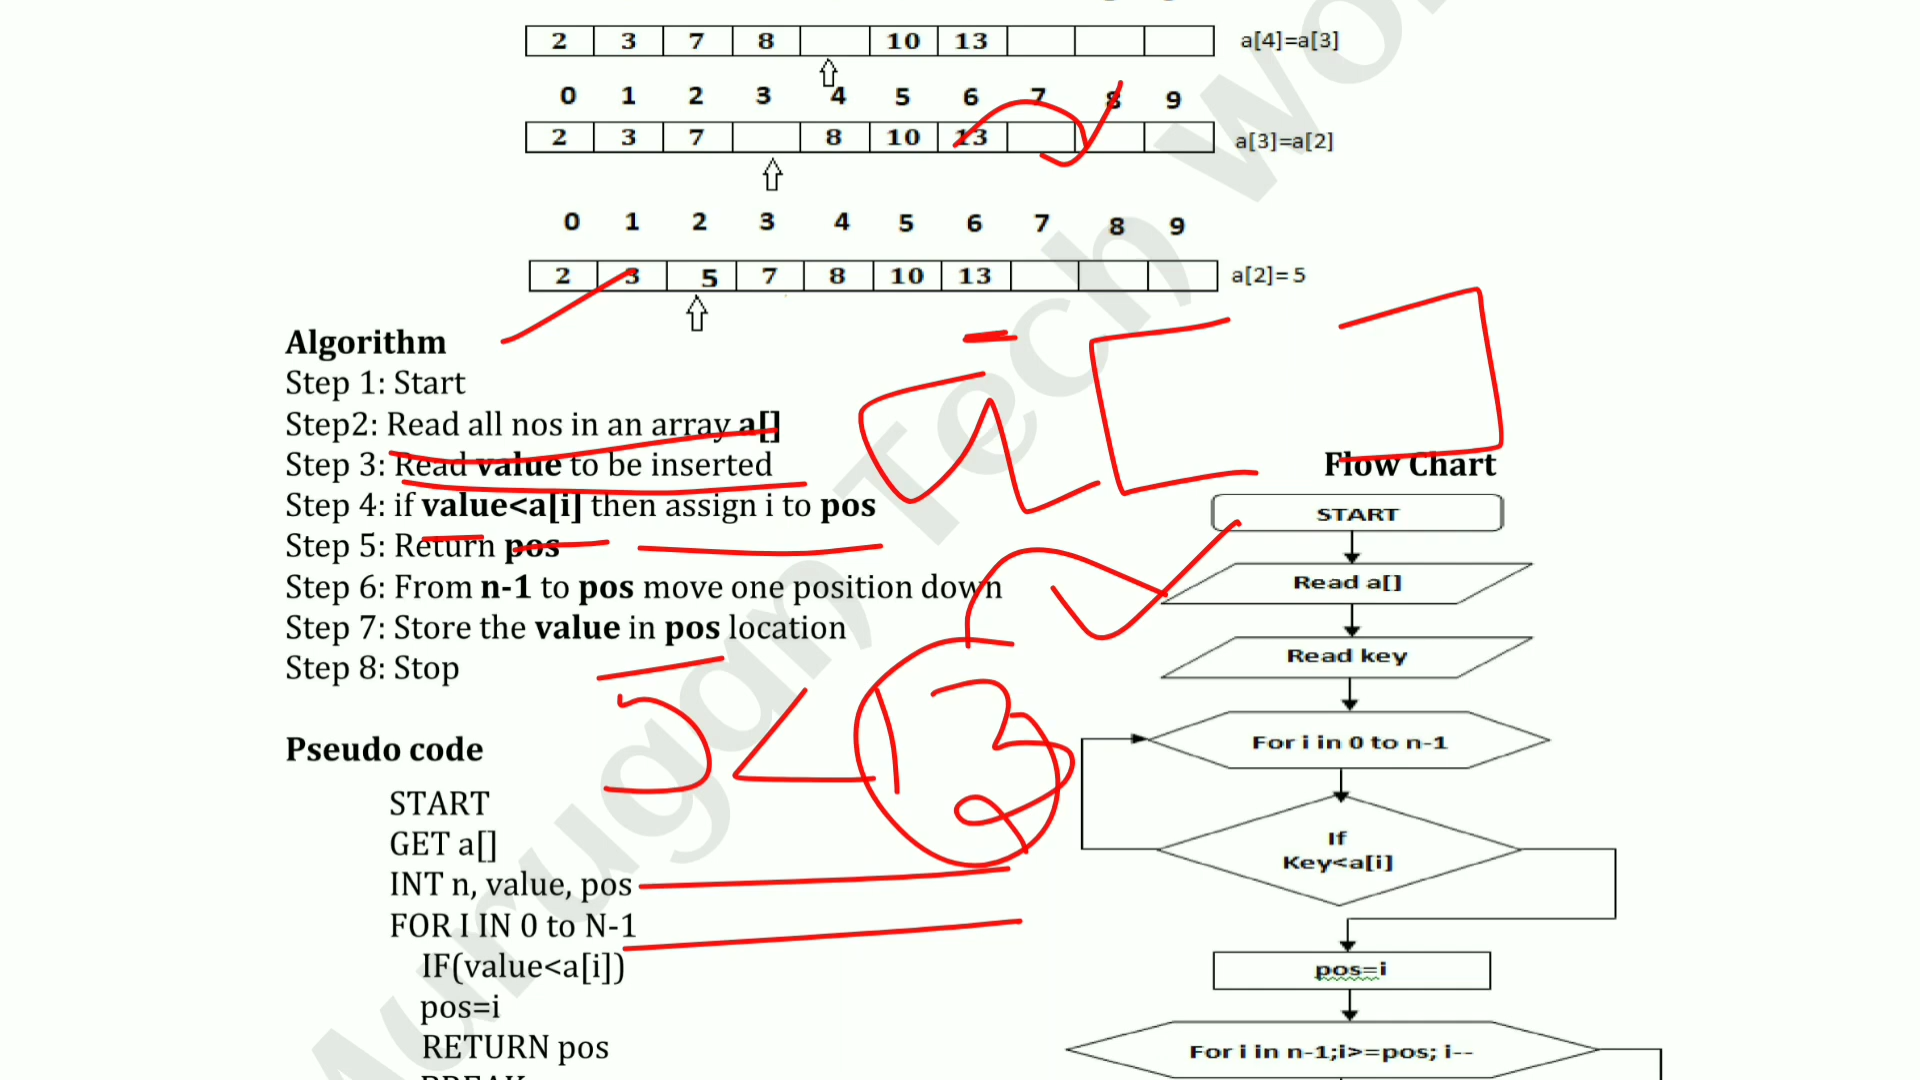 2 3 7 8 10 13 a[4]=a[3]
0 1 2 3 4 5 6 7 8 9
2 3 7 8 10 13 a[3]=a[2]
0 1 2 3 4 5 6 7 8 9
2 3 5 7 8 10 13 a[2]= 5
Algorithm
Step 1: Start
Step2: Read all nos in an array a[]
Step 3: Read value to be inserted
Step 4: if value<a[i] then assign i to pos
Step 5: Return pos
Step 6: From n-1 to pos move one position down
Step 7: Store the value in pos location
Step 8: Stop
Pseudo code
START
GET a[]
INT n, value, pos
FOR I IN 0 to N-1
IF(value<a[i])
pos=i
RETURN pos
BREAK
Flow Chart
START
Read a[]
Read key
For i in 0 to n-1
If
Key<a[i]
pos=i
For i in n-1;i>=pos; i--